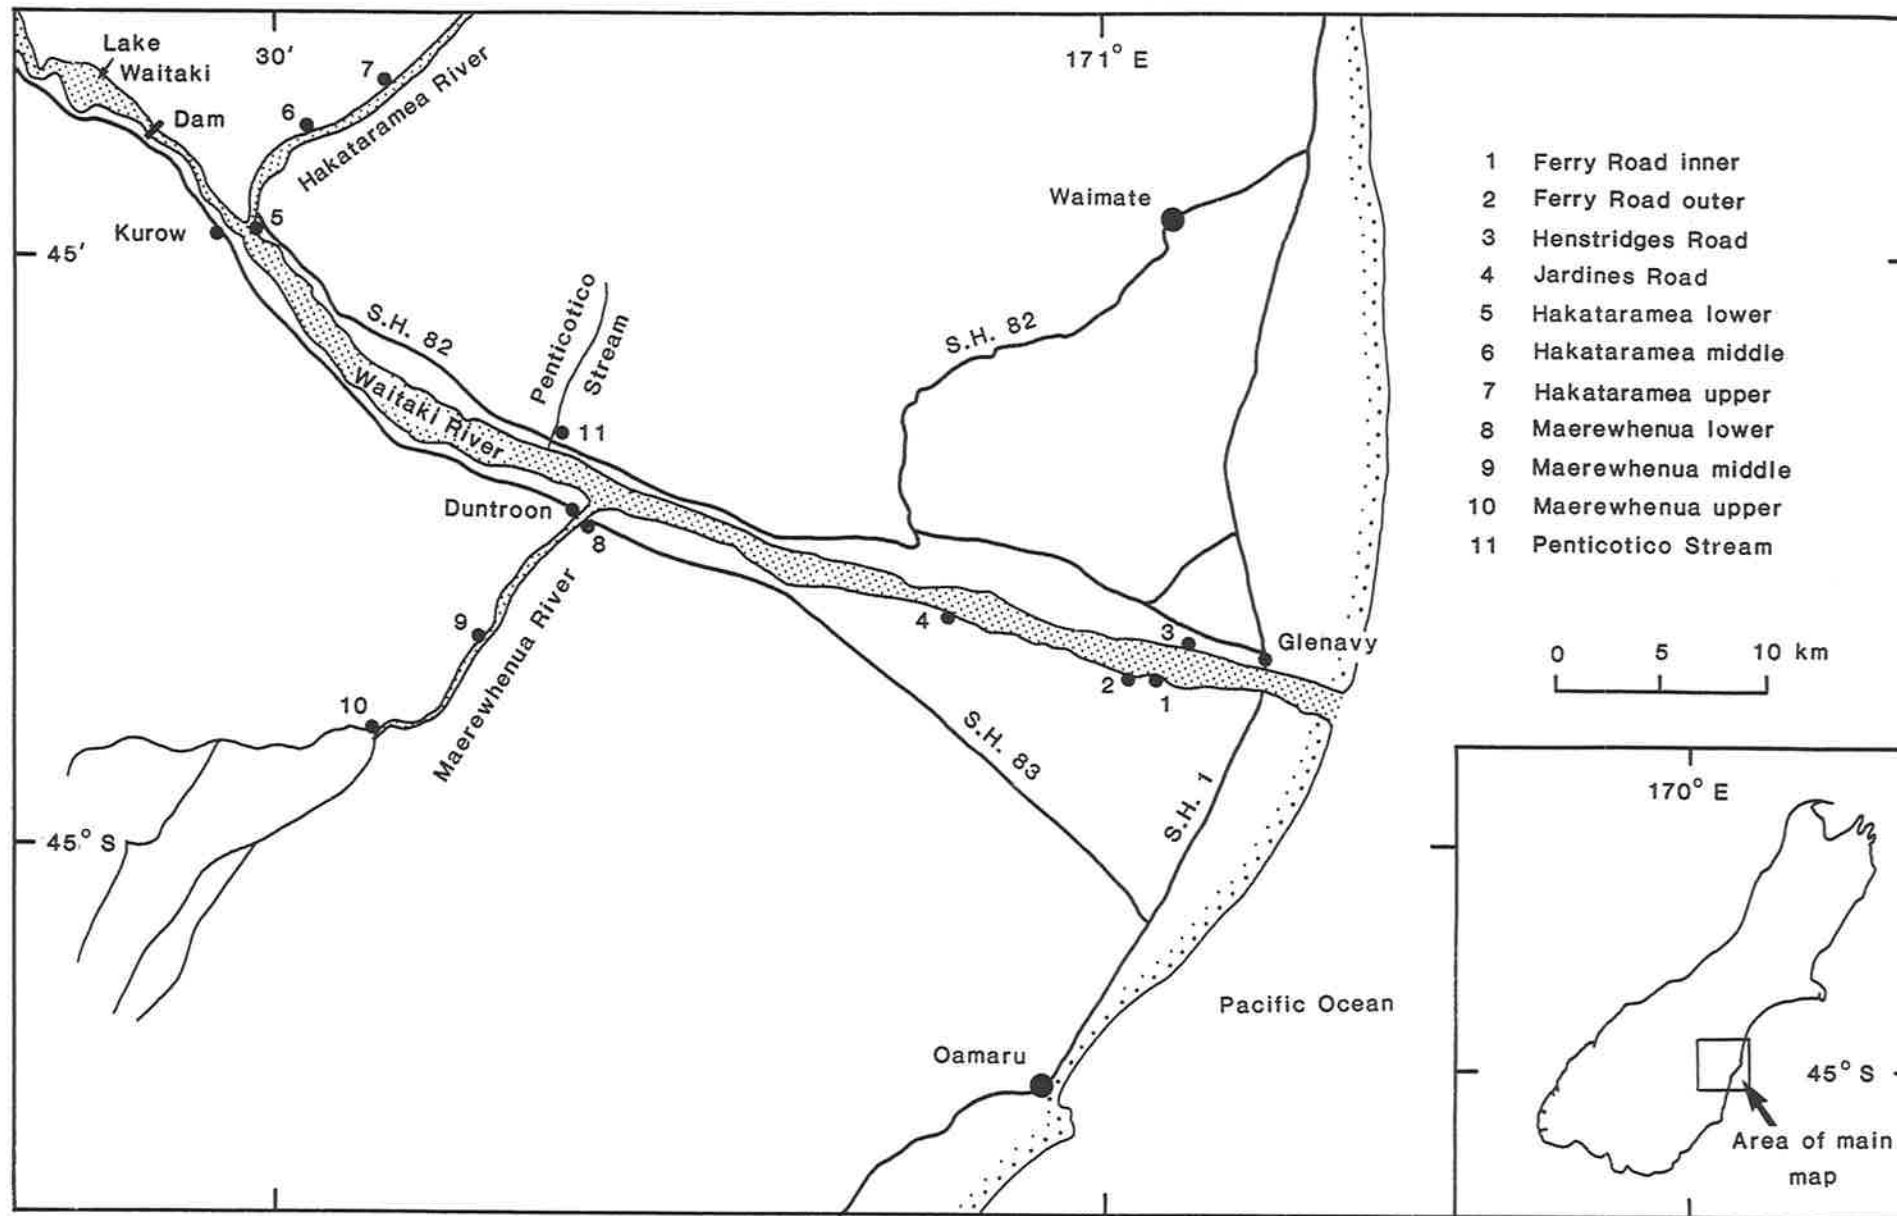 Lake
Waitaki
30'
171° E
7
6
Dam
Hakataramea River
5
Kurow
45'
Waimate
S.H. 82
S.H. 82
Penticotico
Stream
Waitaki River
11
Duntroon
8
Maerewhenua River
9
10
4
3
Glenavy
2
1
S.H. 83
S.H. 1
45° S
Pacific Ocean
Oamaru
1 Ferry Road inner
2 Ferry Road outer
3 Henstridges Road
4 Jardines Road
5 Hakataramea lower
6 Hakataramea middle
7 Hakataramea upper
8 Maerewhenua lower
9 Maerewhenua middle
10 Maerewhenua upper
11 Penticotico Stream
0 5 10 km
170° E
45° S
Area of main
map